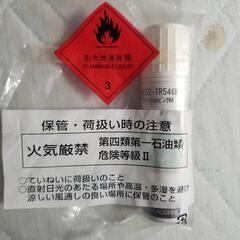 引火性液体類
FLAMMABLE LIQUID
3
保管・荷扱い時の注意
火気厳禁
第四類第一石油類
危険等級Ⅱ
●ていねいに荷扱いのこと
●直射日光のあたる場所や高温・多湿を避け
涼しい風通しの良い場所に保管のこと